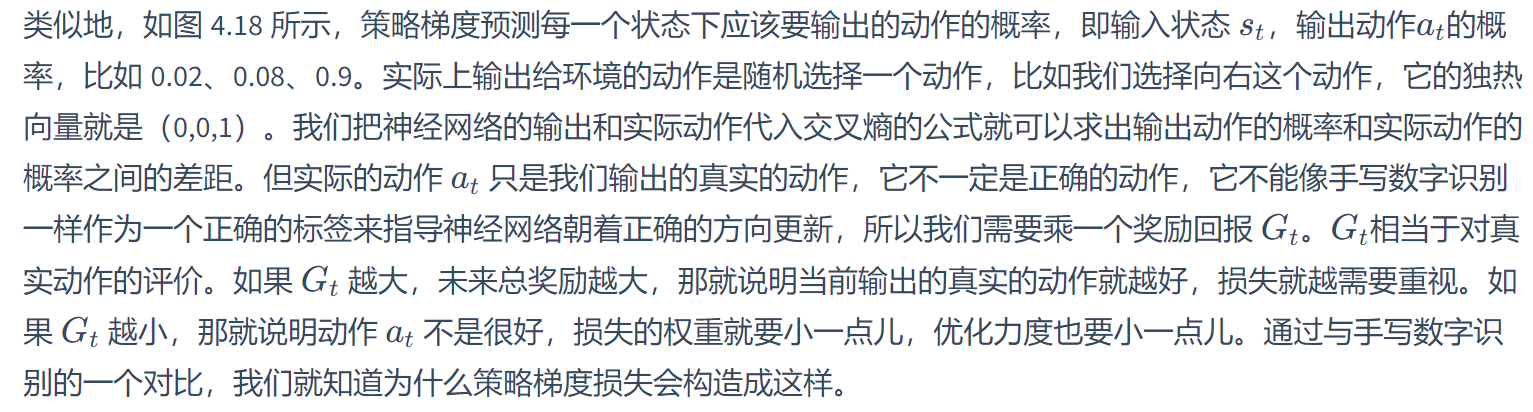 类似地，如图 4.18 所示，策略梯度预测每一个状态下应该要输出的动作的概率，即输入状态 sₜ，输出动作aₜ的概
率，比如 0.02、0.08、0.9。实际上输出给环境的动作是随机选择一个动作，比如我们选择向右这个动作，它的独热
向量就是（0,0,1）。我们把神经网络的输出和实际动作代入交叉熵的公式就可以求出输出动作的概率和实际动作的
概率之间的差距。但实际的动作 aₜ 只是我们输出的真实的动作，它不一定是正确的动作，它不能像手写数字识别
一样作为一个正确的标签来指导神经网络朝着正确的方向更新，所以我们需要乘一个奖励回报 Gₜ。Gₜ相当于对真
实动作的评价。如果 Gₜ 越大，未来总奖励越大，那就说明当前输出的真实的动作就越好，损失就越需要重视。如
果 Gₜ 越小，那就说明动作 aₜ 不是很好，损失的权重就要小一点儿，优化力度也要小一点儿。通过与手写数字识
别的一个对比，我们就知道为什么策略梯度损失会构造成这样。